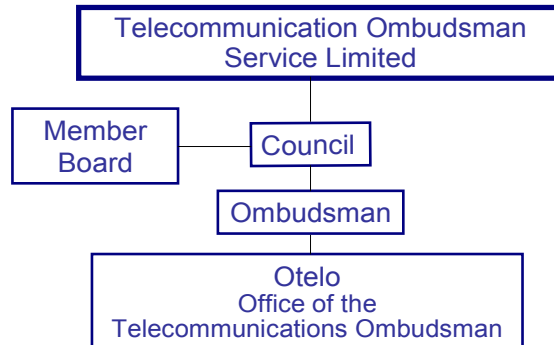 Telecommunication Ombudsman
Service Limited
Member
Board
Council
Ombudsman
Otelo
Office of the
Telecommunications Ombudsman